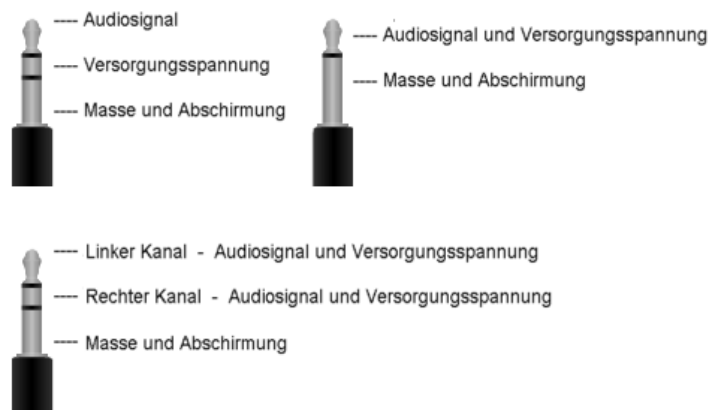 ---- Audiosignal
---- Versorgungsspannung
---- Masse und Abschirmung
---- Audiosignal und Versorgungsspannung
---- Masse und Abschirmung
---- Linker Kanal - Audiosignal und Versorgungsspannung
---- Rechter Kanal - Audiosignal und Versorgungsspannung
---- Masse und Abschirmung